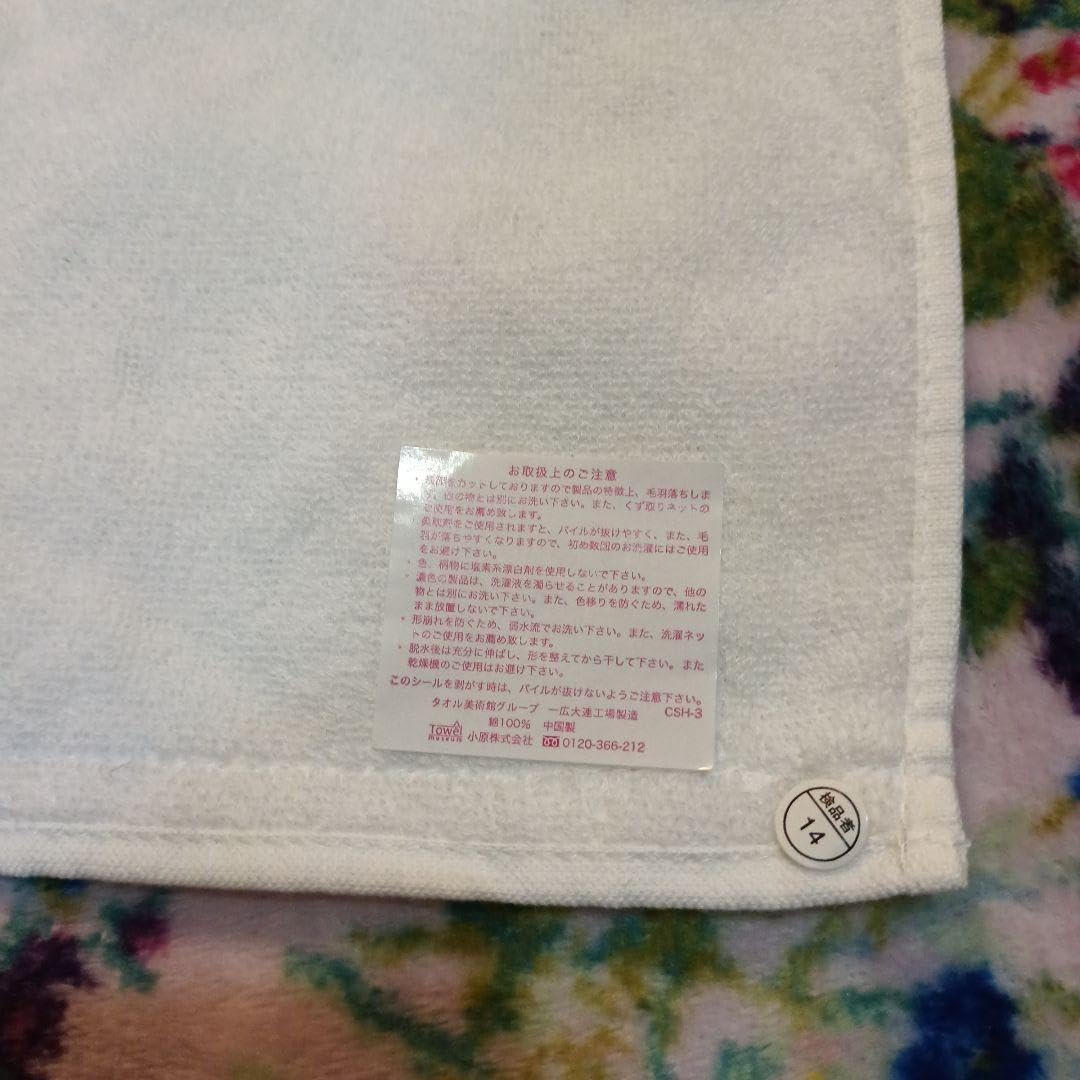 お取扱上のご注意
をカットしておりますので製品の特徴上、毛羽落ちしま
す。他の物とは別にお洗い下さい。また、くず取りネットの
ご使用をお薦め致します。
柔軟剤をご使用されますと、パイルが抜けやすく、また、毛
羽が落ちやすくなりますので、初め数回のお洗濯にはご使用
をお避け下さい。
・色、柄物に塩素系漂白剤を使用しないで下さい。
・濃色の製品は、洗濯液を濁らせることがありますので、他の
物とは別にお洗い下さい。また、色移りを防ぐため、濡れた
まま放置しないで下さい。
・形崩れを防ぐため、弱水流でお洗い下さい。また、洗濯ネッ
トのご使用をお薦め致します。
・脱水後は充分に伸ばし、形を整えてから干して下さい。また
乾燥機のご使用はお避け下さい。
このシールを剥がす時は、パイルが抜けないようご注意下さい。
タオル美術館グループ 一広大連工場製造 CSH-3
綿100% 中国製
Towel museum 小原株式会社 0120-366-212
検品者
14